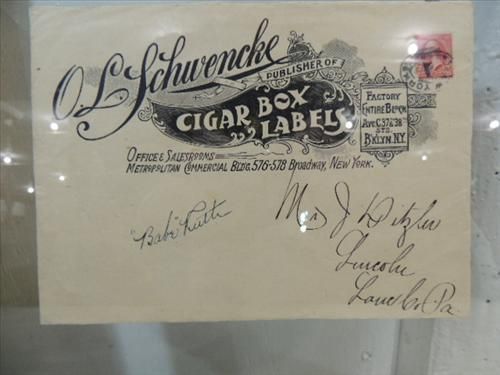 O. L. Schwencke
PUBLISHER OF
CIGAR BOX
LABELS
FACTORY
ENTIRE BLOCK
AVE C. 37 & 38
STS.
B'KLYN. N.Y.
OFFICE & SALESROOMS
METROPOLITAN COMMERCIAL BLDG. 576-578 Broadway, NEW YORK.
"Babe" Ruth
J Ditzler
Lincoln
Lanc Co Pa.